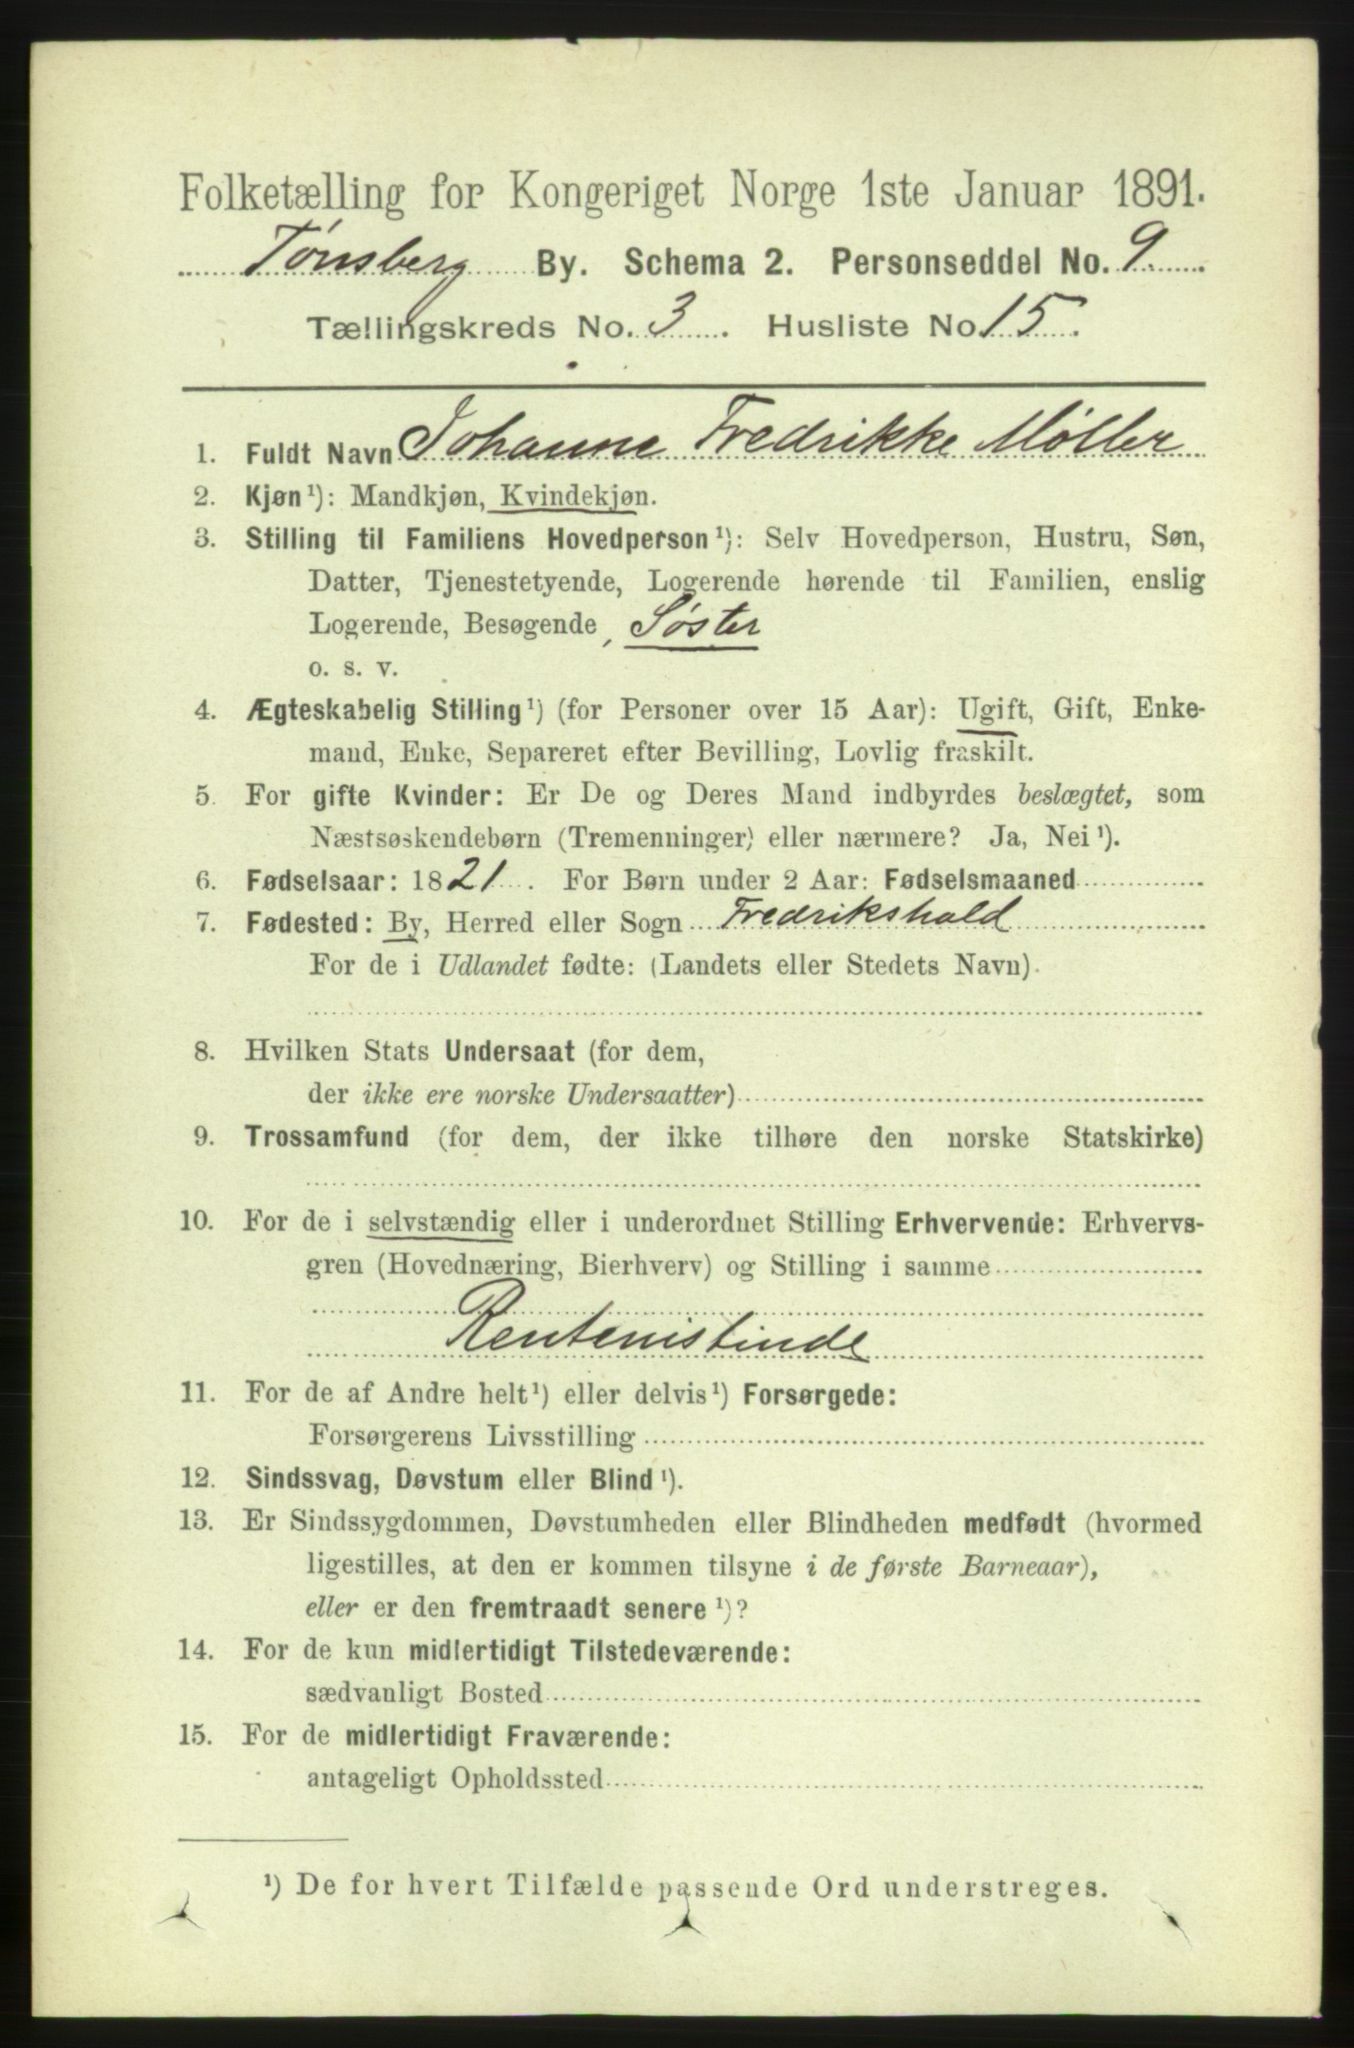 Folketælling for Kongeriget Norge 1ste Januar 1891.
Tønsberg By. Schema 2. Personseddel No. 9.
Tællingskreds No. 3. Husliste No. 15.
1. Fuldt Navn Johanne Fredrikke Møller
2. Kjøn¹): Mandkjøn, Kvindekjøn.
3. Stilling til Familiens Hovedperson¹): Selv Hovedperson, Hustru, Søn,
Datter, Tjenestetyende, Logerende hørende til Familien, enslig
Logerende, Besøgende, Søster
o. s. v.
4. Ægteskabelig Stilling¹) (for Personer over 15 Aar): Ugift, Gift, Enke-
mand, Enke, Separeret efter Bevilling, Lovlig fraskilt.
5. For gifte Kvinder: Er De og Deres Mand indbyrdes beslægtet, som
Næstsøskendebørn (Tremenninger) eller nærmere? Ja, Nei¹).
6. Fødselsaar: 1821. For Børn under 2 Aar: Fødselsmaaned
7. Fødested: By, Herred eller Sogn Fredrikshald
For de i Udlandet fødte: (Landets eller Stedets Navn).
8. Hvilken Stats Undersaat (for dem,
der ikke ere norske Undersaatter)
9. Trossamfund (for dem, der ikke tilhøre den norske Statskirke)
10. For de i selvstændig eller i underordnet Stilling Erhvervende: Erhvervs-
gren (Hovednæring, Bierhverv) og Stilling i samme
Rentenistinde
11. For de af Andre helt¹) eller delvis¹) Forsørgede:
Forsørgerens Livsstilling
12. Sindssvag, Døvstum eller Blind¹).
13. Er Sindssygdommen, Døvstumheden eller Blindheden medfødt (hvormed
ligestilles, at den er kommen tilsyne i de første Barneaar),
eller er den fremtraadt senere¹)?
14. For de kun midlertidigt Tilstedeværende:
sædvanligt Bosted
15. For de midlertidigt Fraværende:
antageligt Opholdssted
¹) De for hvert Tilfælde passende Ord understreges.